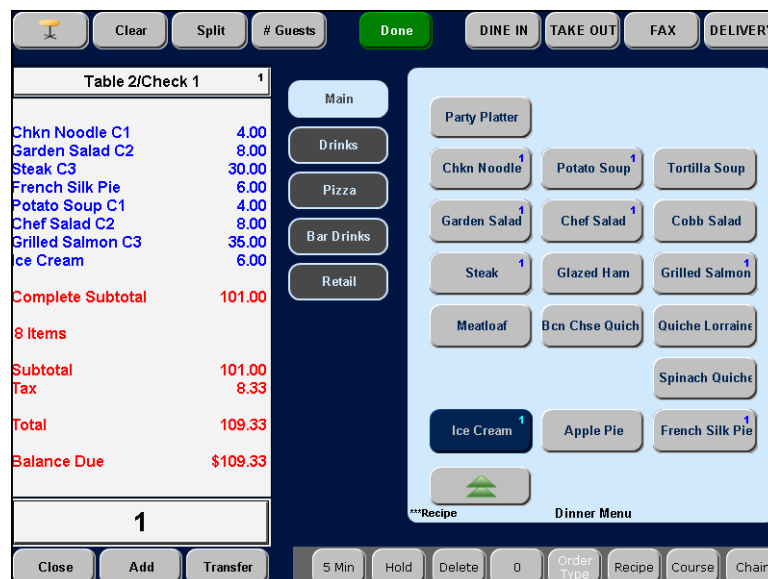 Clear Split # Guests Done DINE IN TAKE OUT FAX DELIVERY
Table 2/Check 1 1
Chkn Noodle C1 4.00
Garden Salad C2 8.00
Steak C3 30.00
French Silk Pie 6.00
Potato Soup C1 4.00
Chef Salad C2 8.00
Grilled Salmon C3 35.00
Ice Cream 6.00
Complete Subtotal 101.00
8 Items
Subtotal 101.00
Tax 8.33
Total 109.33
Balance Due $109.33
1
Close Add Transfer
Main
Drinks
Pizza
Bar Drinks
Retail
Party Platter
Chkn Noodle 1 Potato Soup 1 Tortilla Soup
Garden Salad 1 Chef Salad 1 Cobb Salad
Steak 1 Glazed Ham Grilled Salmon 1
Meatloaf Bcn Chse Quich Quiche Lorraine
Spinach Quiche
Ice Cream 1 Apple Pie French Silk Pie 1
***Recipe Dinner Menu
5 Min Hold Delete 0 Order Type Recipe Course Chain